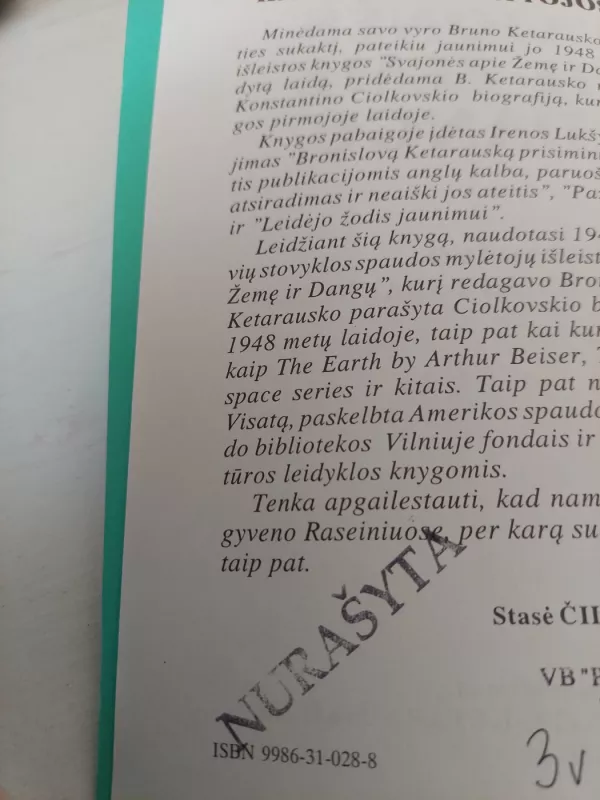 Minėdama savo vyro Bruno Ketarausko
ties sukaktį, pateikiu jaunimui jo 1948
išleistos knygos "Svajonės apie Žemę ir Da
dytą laidą, pridėdama B. Ketarausko
Konstantino Ciolkovskio biografiją, kur
gos pirmojoje laidoje.
Knygos pabaigoje įdėtas Irenos Lukšy
jimas "Bronislovą Ketarauską prisimini
tis publikacijomis anglų kalba, paruoš
atsiradimas ir neaiški jos ateitis", "Paž
ir "Leidėjo žodis jaunimui".
Leidžiant šią knygą, naudotasi 194
vių stovyklos spaudos mylėtojų išleist
Žemę ir Dangų", kurį redagavo Bro
Ketarausko parašyta Ciolkovskio b
1948 metų laidoje, taip pat kai kur
kaip The Earth by Arthur Beiser, T
space series ir kitais. Taip pat n
Visatą, paskelbta Amerikos spaudo
do bibliotekos Vilniuje fondais ir
tūros leidyklos knygomis.
Tenka apgailestauti, kad nam
gyveno Raseiniuose, per karą su
taip pat.
Stasė ČII
VB "P
NURAŠYTA
ISBN 9986-31-028-8
3v